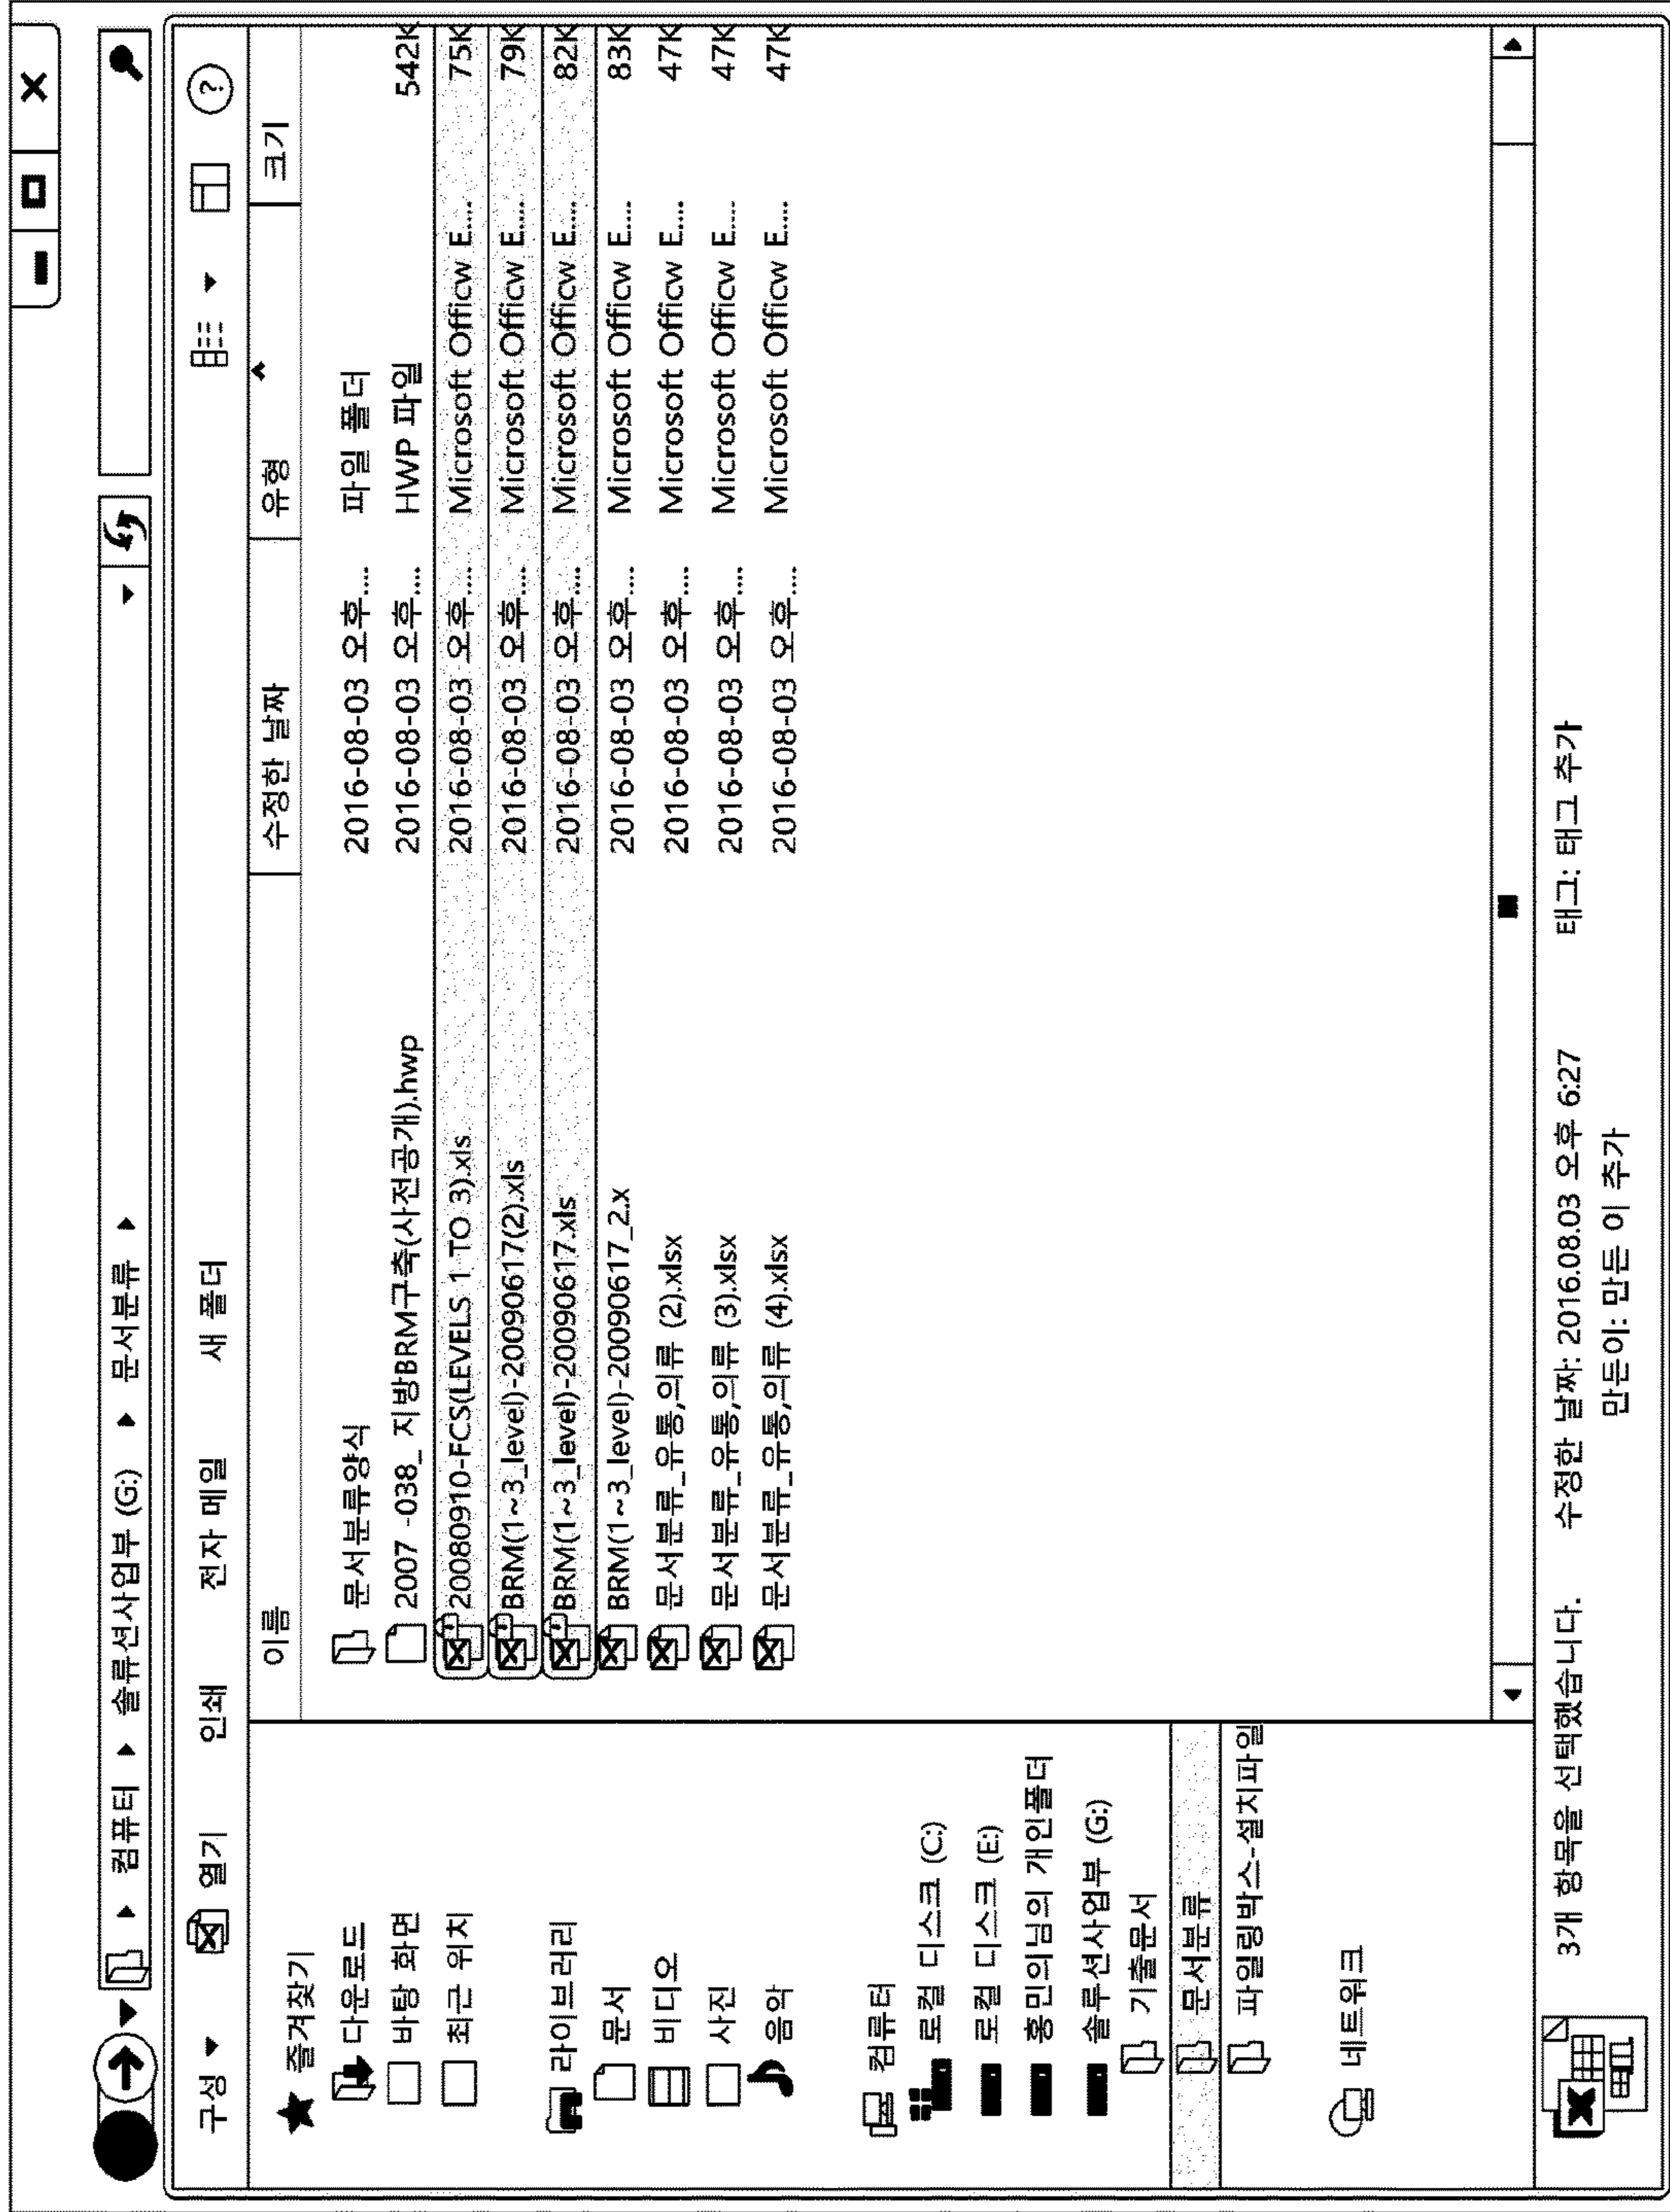 컴퓨터 ▶ 솔류션사업부 (G:) ▶ 문서분류 ▶
구성 ▼ 열기 인쇄 전자 메일 새 폴더
즐겨찾기
다운로드
바탕 화면
최근 위치
라이브러리
문서
비디오
사진
음악
컴류터
로컬 디스크 (C:)
로컬 디스크 (E:)
홍민의님의 개인폴더
솔루션사업부 (G:)
기출문서
문서분류
파일링박스-설치파일
네트워크
이름 수정한 날짜 유형 크기
문서분류양식 2016-08-03 오후.... 파일 폴더
2007 -038_ 지방BRM구축(사전공개).hwp 2016-08-03 오후.... HWP 파일 542K
20080910-FCS(LEVELS 1 TO 3).xls 2016-08-03 오후.... Microsoft Officw E.... 75K
BRM(1~3_level)-20090617(2).xls 2016-08-03 오후.... Microsoft Officw E.... 79K
BRM(1~3_level)-20090617.xls 2016-08-03 오후.... Microsoft Officw E.... 82K
BRM(1~3_level)-20090617_2.x 2016-08-03 오후.... Microsoft Officw E.... 83K
문서분류_유통,의류 (2).xlsx 2016-08-03 오후.... Microsoft Officw E.... 47K
문서분류_유통,의류 (3).xlsx 2016-08-03 오후.... Microsoft Officw E.... 47K
문서분류_유통,의류 (4).xlsx 2016-08-03 오후.... Microsoft Officw E.... 47K
3개 항목을 선택했습니다. 수정한 날짜: 2016.08.03 오후 6:27 태그: 태그 추가
만든이: 만든 이 추가